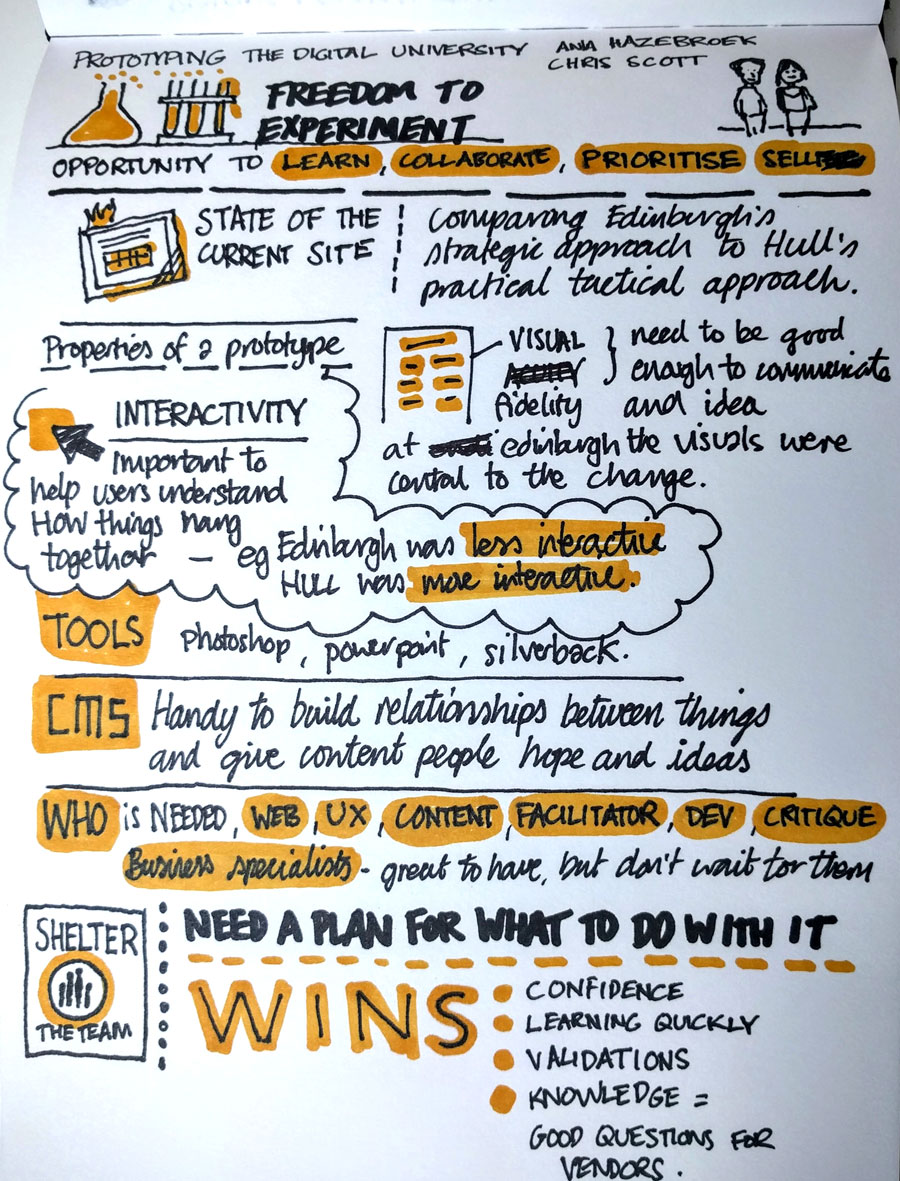 PROTOTYPING THE DIGITAL UNIVERSITY ANIA HAZEBROEK
CHRIS SCOTT
FREEDOM TO
EXPERIMENT
OPPORTUNITY TO LEARN, COLLABORATE, PRIORITISE SELL
STATE OF THE
CURRENT SITE
Comparing Edinburgh's
strategic approach to Hull's
practical tactical approach.
Properties of a prototype
INTERACTIVITY
Important to
help users understand
How things hang
together - eg Edinburgh was less interactive
HULL was more interactive.
VISUAL
fidelity
need to be good
enough to communicate
and idea
at edinburgh the visuals were
central to the change.
TOOLS Photoshop, powerpoint, silverback.
CMS Handy to build relationships between things
and give content people hope and ideas
WHO is NEEDED, WEB, UX, CONTENT, FACILITATOR, DEV, CRITIQUE
Business specialists - great to have, but don't wait for them
SHELTER
THE TEAM
NEED A PLAN FOR WHAT TO DO WITH IT
WINS
CONFIDENCE
LEARNING QUICKLY
VALIDATIONS
KNOWLEDGE =
GOOD QUESTIONS FOR
VENDORS.